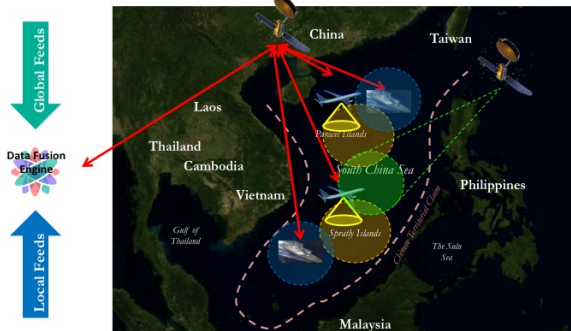 China
Taiwan
Global Feeds
Laos
Paracel Islands
Data Fusion
Engine
Thailand
Cambodia
South China Sea
Vietnam
Philippines
Gulf of
Thailand
Spratly Islands
Chinese Territorial Claim
The Sulu
Sea
Local Feeds
Malaysia